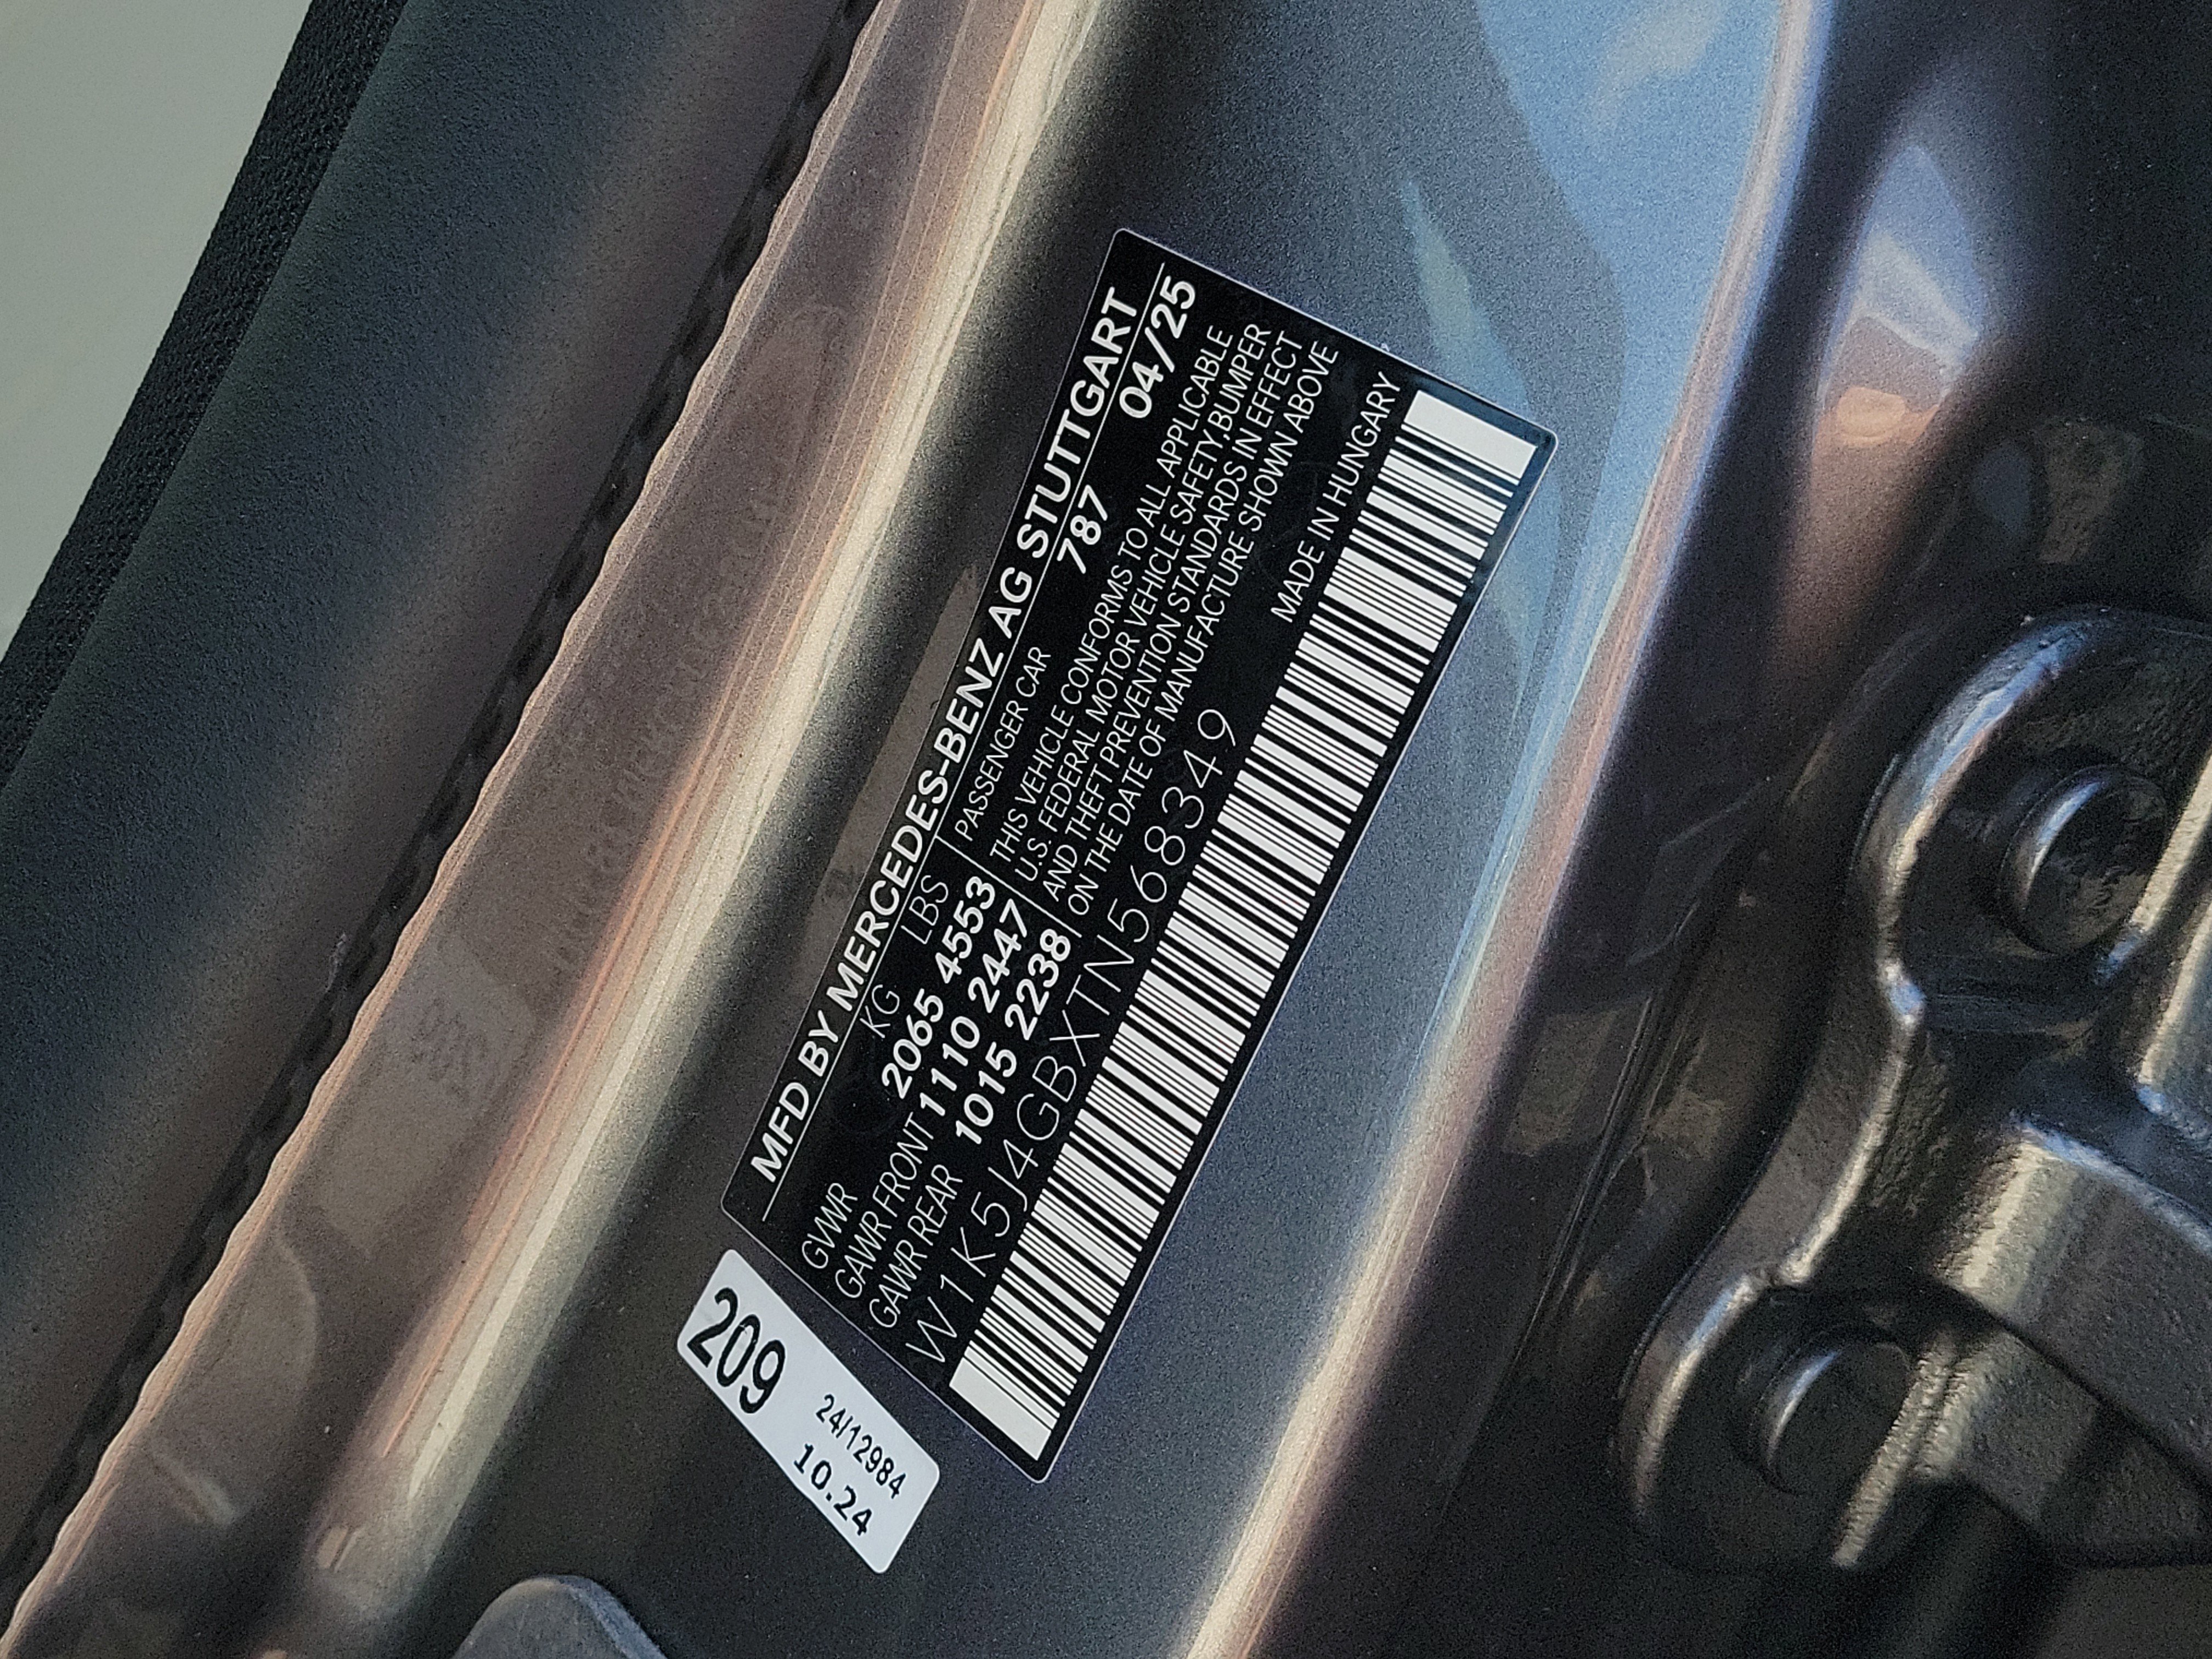 MFD BY MERCEDES-BENZ AG STUTTGART
787 04/25
KG LBS
GVWR 2065 4553
GAWR FRONT 1110 2447
GAWR REAR 1015 2238
PASSENGER CAR
THIS VEHICLE CONFORMS TO ALL APPLICABLE
U.S. FEDERAL MOTOR VEHICLE SAFETY,BUMPER
AND THEFT PREVENTION STANDARDS IN EFFECT
ON THE DATE OF MANUFACTURE SHOWN ABOVE
W1K5J4GBXTN568349
MADE IN HUNGARY
209
24/12984
10.24